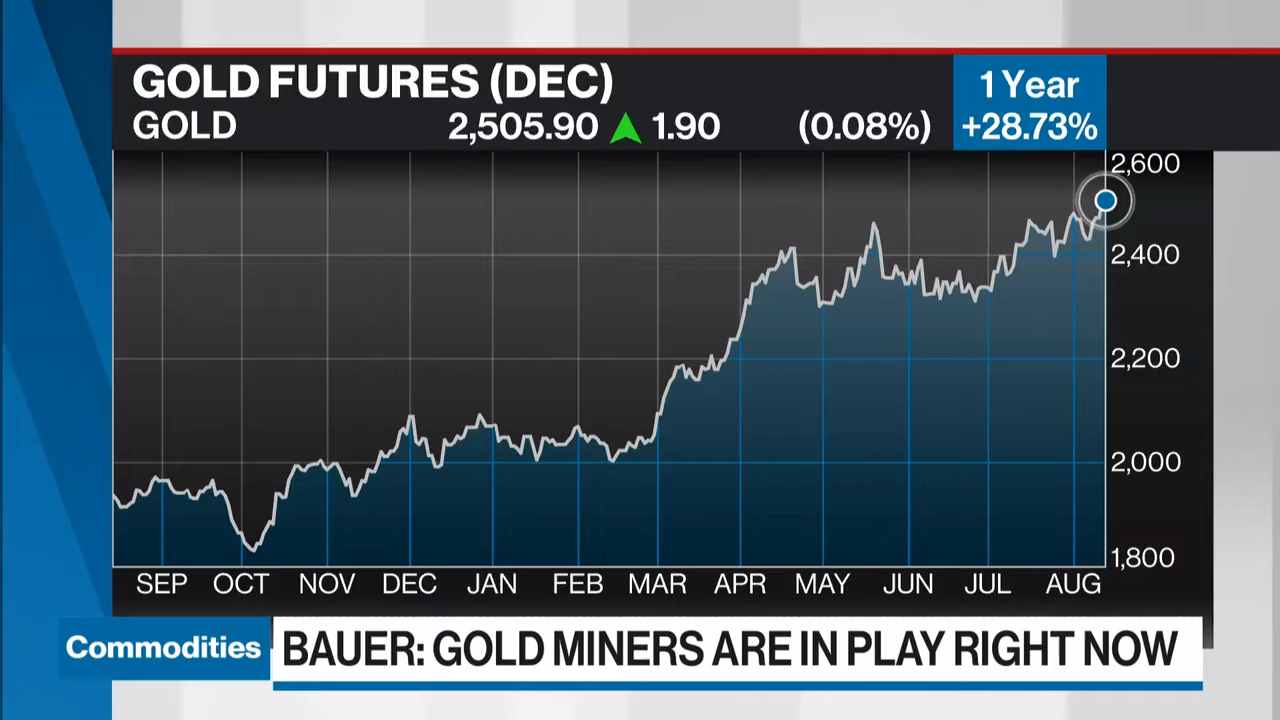 GOLD FUTURES (DEC)
1 Year
GOLD 2,505.90 ▲ 1.90 (0.08%) +28.73%
2,600
2,400
2,200
2,000
1,800
SEP OCT NOV DEC JAN FEB MAR APR MAY JUN JUL AUG
Commodities
BAUER: GOLD MINERS ARE IN PLAY RIGHT NOW